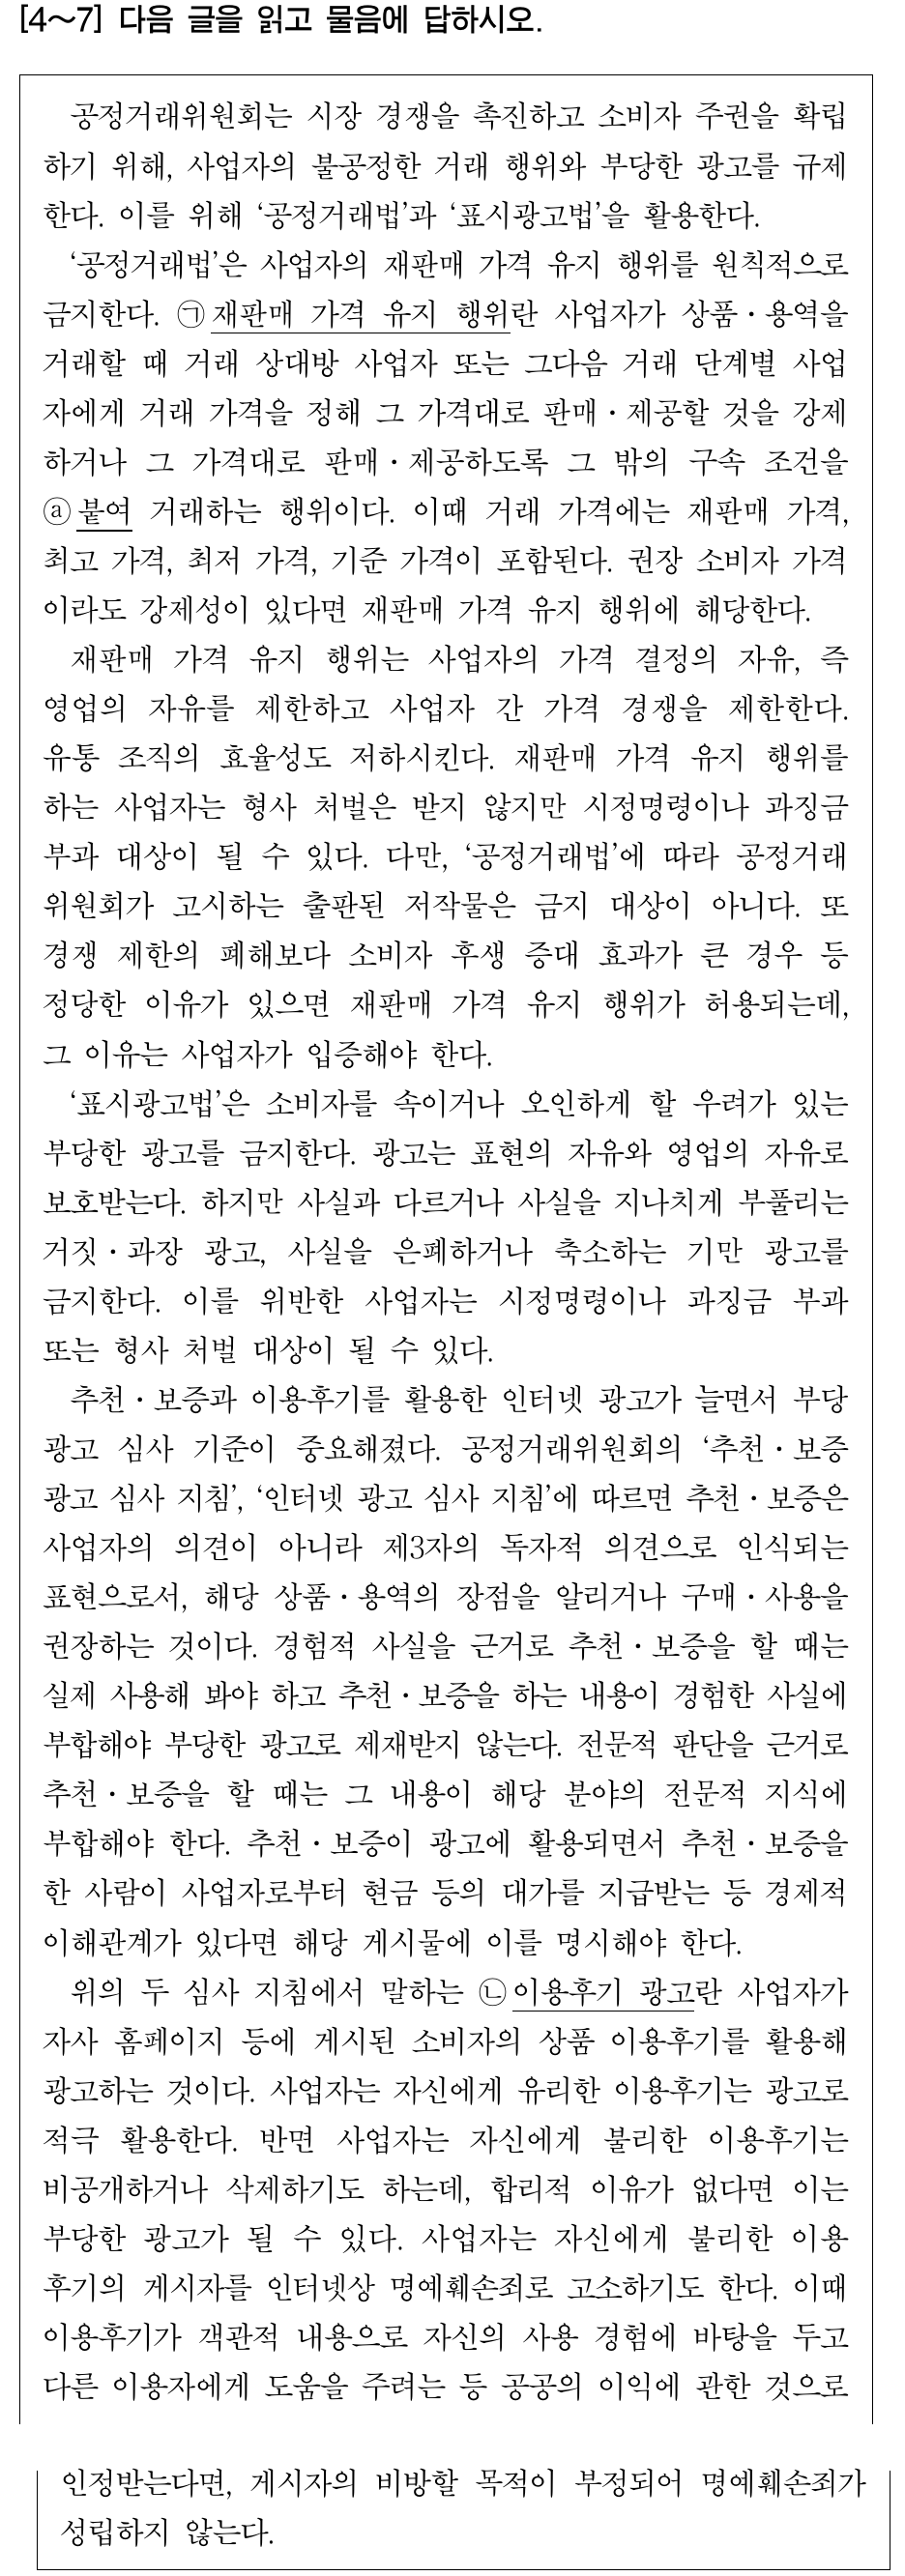 [4～7] 다음 글을 읽고 물음에 답하시오.
공정거래위원회는 시장 경쟁을 촉진하고 소비자 주권을 확립
하기 위해, 사업자의 불공정한 거래 행위와 부당한 광고를 규제
한다. 이를 위해 ‘공정거래법’과 ‘표시광고법’을 활용한다.
‘공정거래법’은 사업자의 재판매 가격 유지 행위를 원칙적으로
금지한다. ㉠재판매 가격 유지 행위란 사업자가 상품·용역을
거래할 때 거래 상대방 사업자 또는 그다음 거래 단계별 사업
자에게 거래 가격을 정해 그 가격대로 판매·제공할 것을 강제
하거나 그 가격대로 판매·제공하도록 그 밖의 구속 조건을
ⓐ붙여 거래하는 행위이다. 이때 거래 가격에는 재판매 가격,
최고 가격, 최저 가격, 기준 가격이 포함된다. 권장 소비자 가격
이라도 강제성이 있다면 재판매 가격 유지 행위에 해당한다.
재판매 가격 유지 행위는 사업자의 가격 결정의 자유, 즉
영업의 자유를 제한하고 사업자 간 가격 경쟁을 제한한다.
유통 조직의 효율성도 저하시킨다. 재판매 가격 유지 행위를
하는 사업자는 형사 처벌은 받지 않지만 시정명령이나 과징금
부과 대상이 될 수 있다. 다만, ‘공정거래법’에 따라 공정거래
위원회가 고시하는 출판된 저작물은 금지 대상이 아니다. 또
경쟁 제한의 폐해보다 소비자 후생 증대 효과가 큰 경우 등
정당한 이유가 있으면 재판매 가격 유지 행위가 허용되는데,
그 이유는 사업자가 입증해야 한다.
‘표시광고법’은 소비자를 속이거나 오인하게 할 우려가 있는
부당한 광고를 금지한다. 광고는 표현의 자유와 영업의 자유로
보호받는다. 하지만 사실과 다르거나 사실을 지나치게 부풀리는
거짓·과장 광고, 사실을 은폐하거나 축소하는 기만 광고를
금지한다. 이를 위반한 사업자는 시정명령이나 과징금 부과
또는 형사 처벌 대상이 될 수 있다.
추천·보증과 이용후기를 활용한 인터넷 광고가 늘면서 부당
광고 심사 기준이 중요해졌다. 공정거래위원회의 ‘추천·보증
광고 심사 지침’, ‘인터넷 광고 심사 지침’에 따르면 추천·보증은
사업자의 의견이 아니라 제3자의 독자적 의견으로 인식되는
표현으로서, 해당 상품·용역의 장점을 알리거나 구매·사용을
권장하는 것이다. 경험적 사실을 근거로 추천·보증을 할 때는
실제 사용해 봐야 하고 추천·보증을 하는 내용이 경험한 사실에
부합해야 부당한 광고로 제재받지 않는다. 전문적 판단을 근거로
추천·보증을 할 때는 그 내용이 해당 분야의 전문적 지식에
부합해야 한다. 추천·보증이 광고에 활용되면서 추천·보증을
한 사람이 사업자로부터 현금 등의 대가를 지급받는 등 경제적
이해관계가 있다면 해당 게시물에 이를 명시해야 한다.
위의 두 심사 지침에서 말하는 ㉡이용후기 광고란 사업자가
자사 홈페이지 등에 게시된 소비자의 상품 이용후기를 활용해
광고하는 것이다. 사업자는 자신에게 유리한 이용후기는 광고로
적극 활용한다. 반면 사업자는 자신에게 불리한 이용후기는
비공개하거나 삭제하기도 하는데, 합리적 이유가 없다면 이는
부당한 광고가 될 수 있다. 사업자는 자신에게 불리한 이용
후기의 게시자를 인터넷상 명예훼손죄로 고소하기도 한다. 이때
이용후기가 객관적 내용으로 자신의 사용 경험에 바탕을 두고
다른 이용자에게 도움을 주려는 등 공공의 이익에 관한 것으로
인정받는다면, 게시자의 비방할 목적이 부정되어 명예훼손죄가
성립하지 않는다.